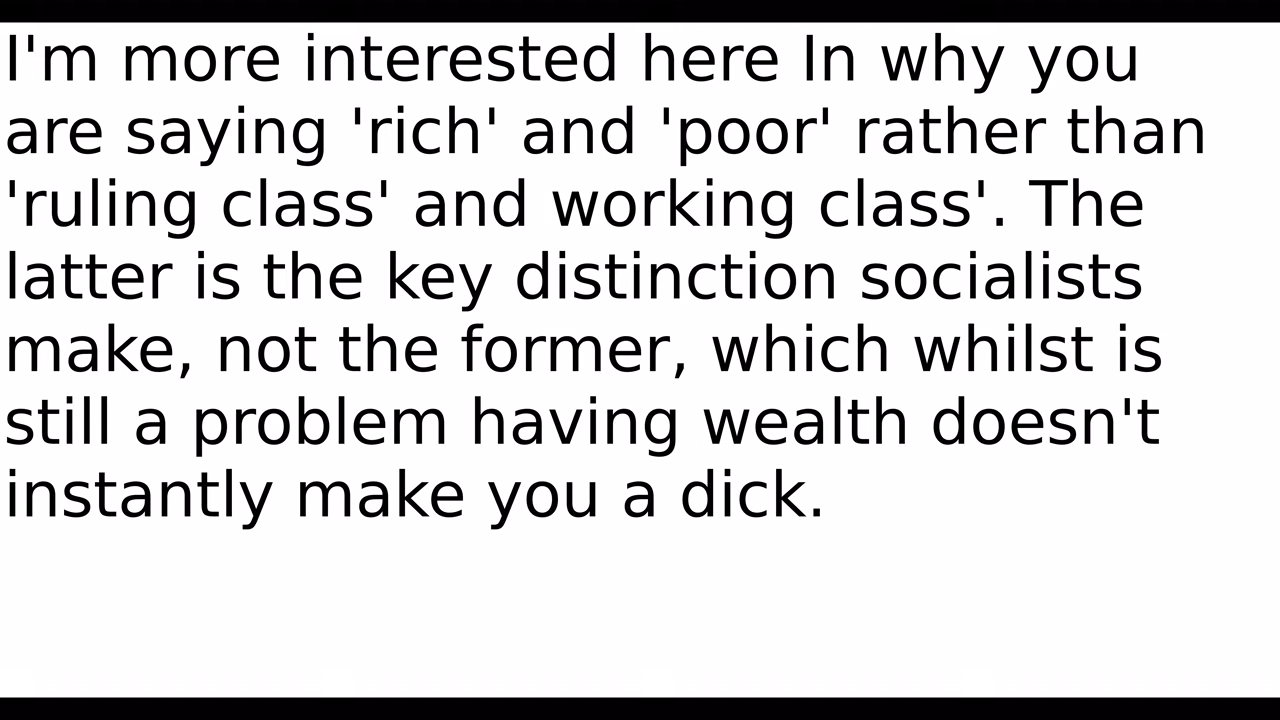 I'm more interested here In why you
are saying 'rich' and 'poor' rather than
'ruling class' and working class'. The
latter is the key distinction socialists
make, not the former, which whilst is
still a problem having wealth doesn't
instantly make you a dick.